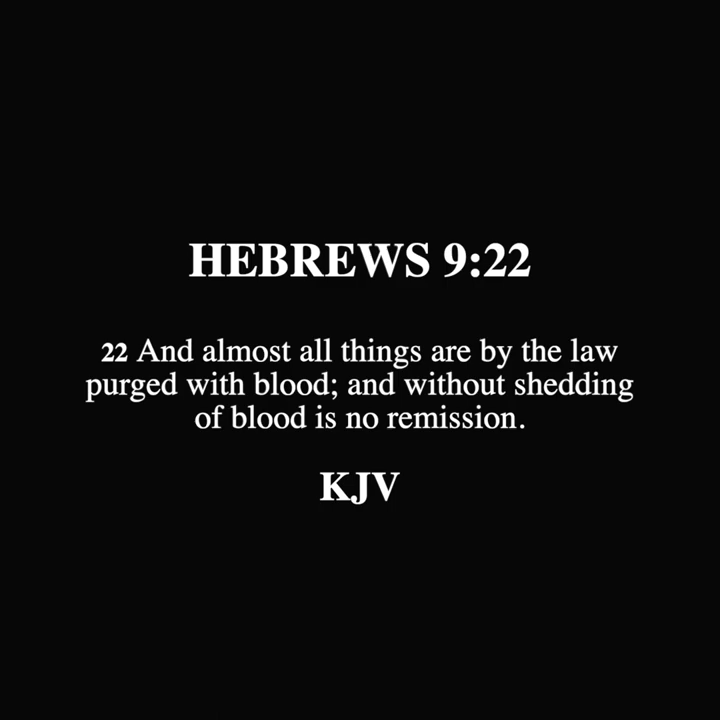 HEBREWS 9:22
22 And almost all things are by the law
purged with blood; and without shedding
of blood is no remission.
KJV